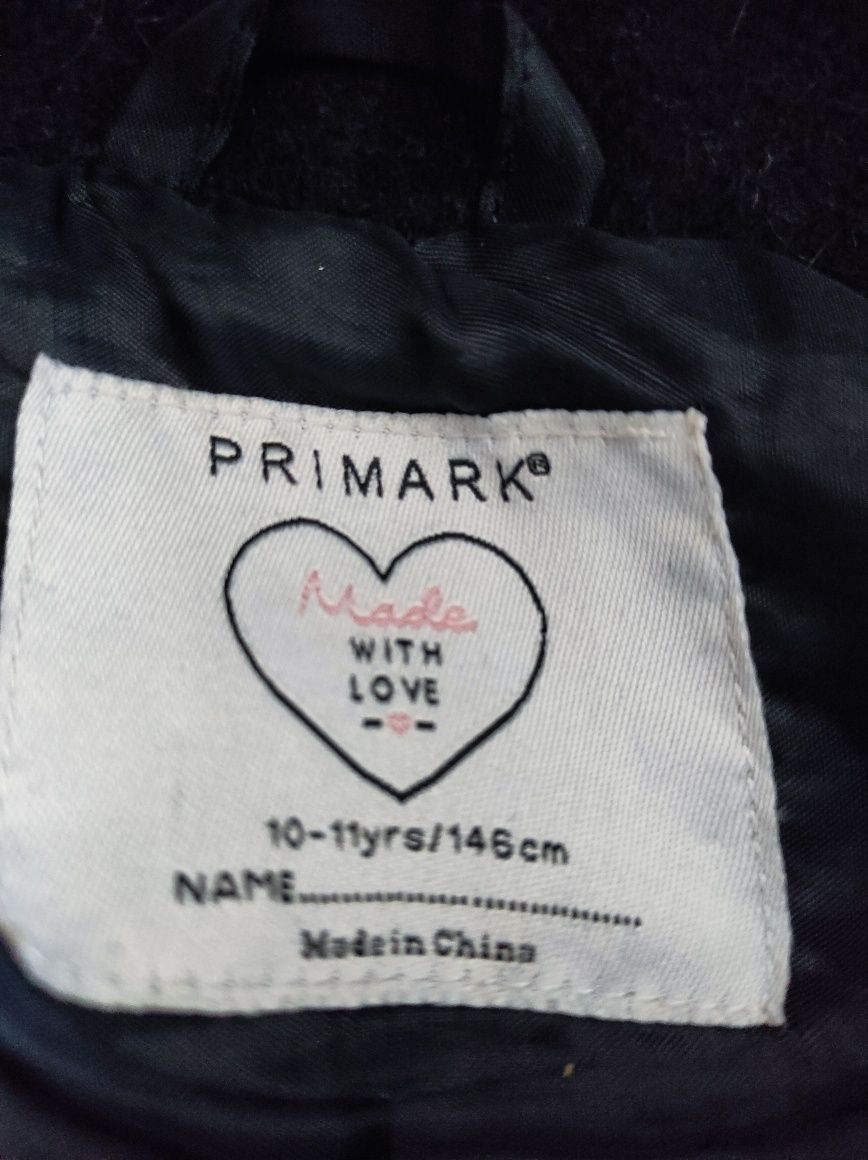 PRIMARK®
Made
WITH
LOVE
10-11yrs/146cm
NAME.....................................
Made in China